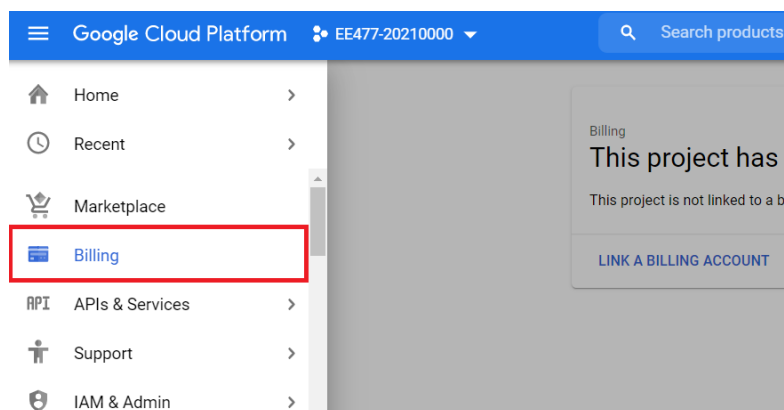 Google Cloud Platform
EE477-20210000
Search products
Home
Recent
Marketplace
Billing
API APIs & Services
Support
IAM & Admin
Billing
This project has
This project is not linked to a b
LINK A BILLING ACCOUNT